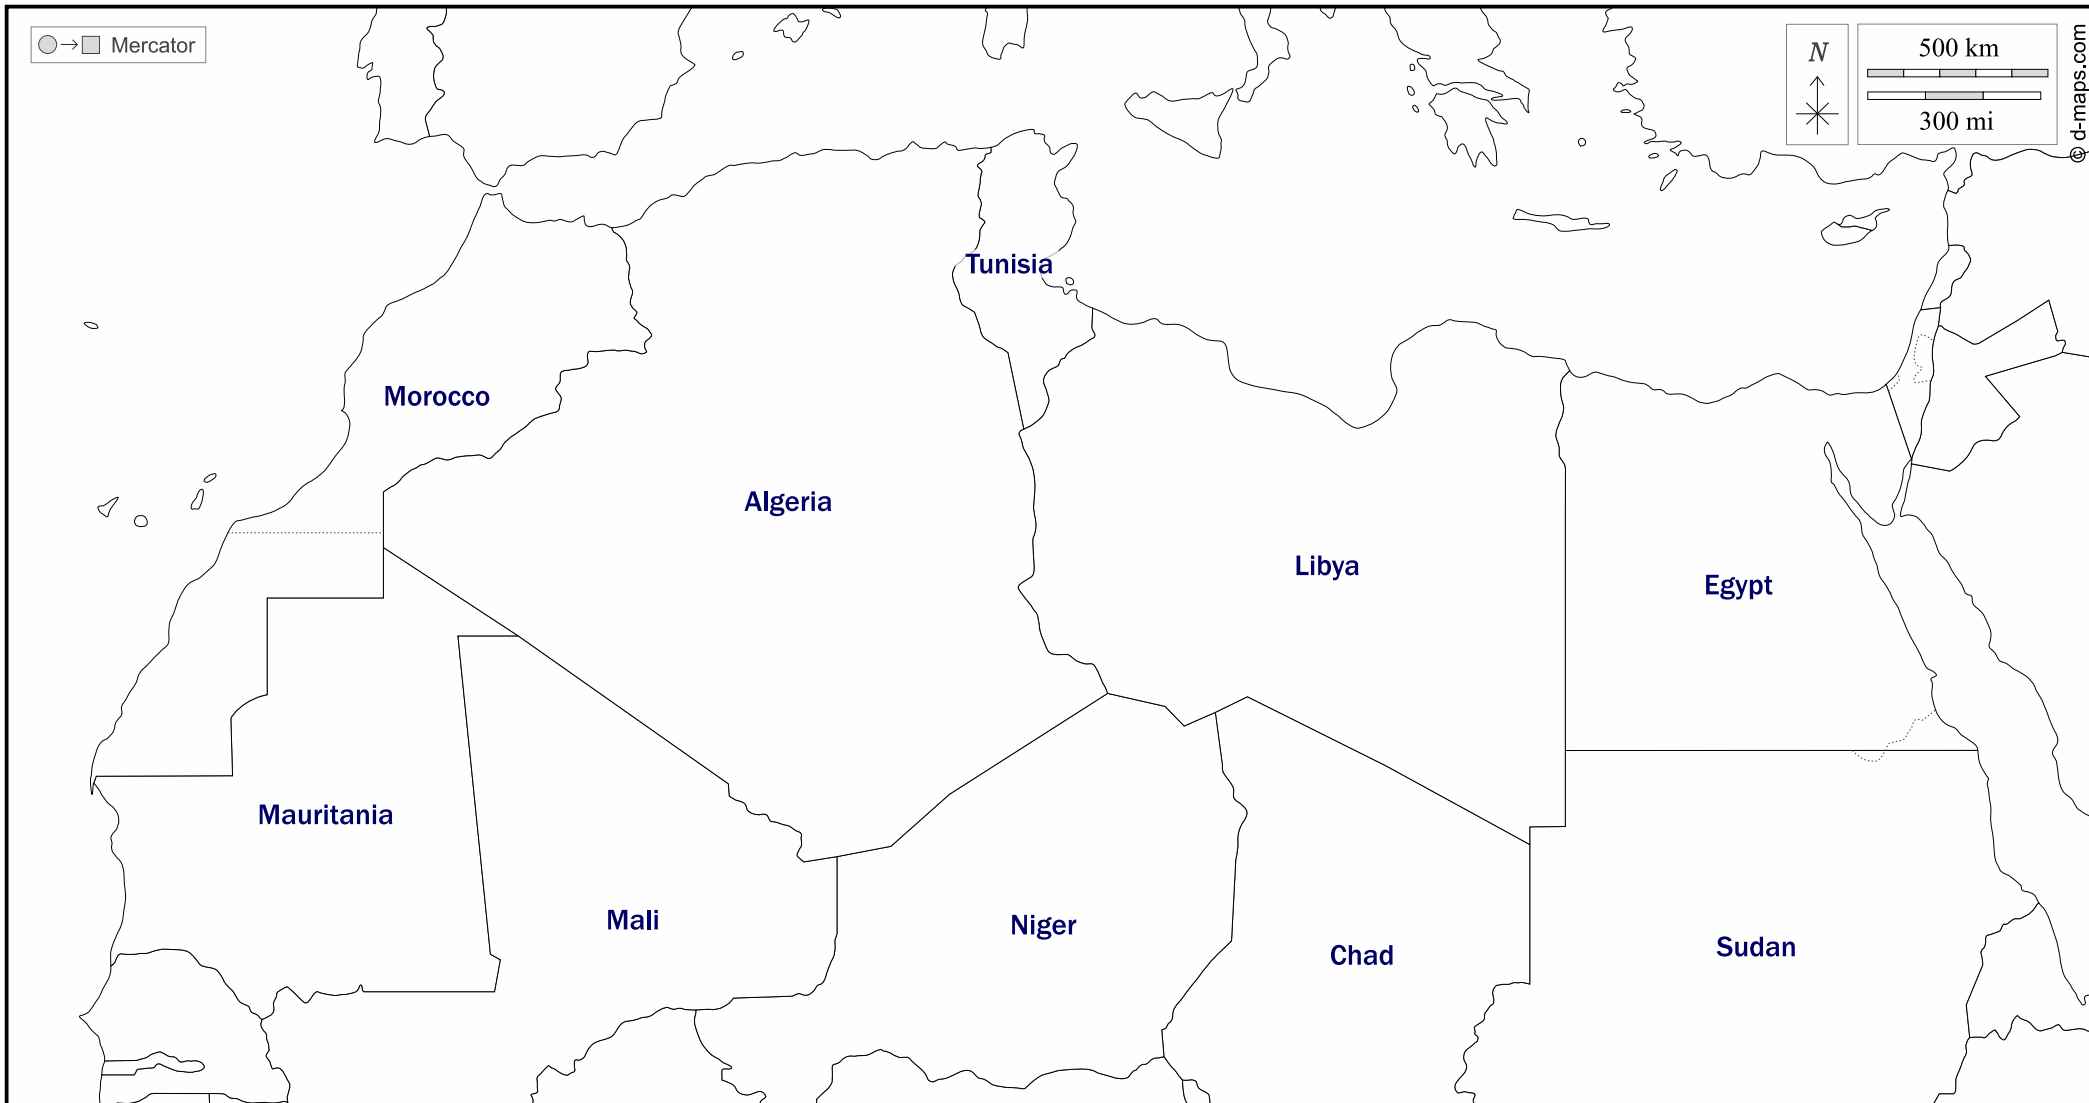 Mercator
N
500 km
300 mi
© d-maps.com
Tunisia
Morocco
Algeria
Libya
Egypt
Mauritania
Mali
Niger
Chad
Sudan